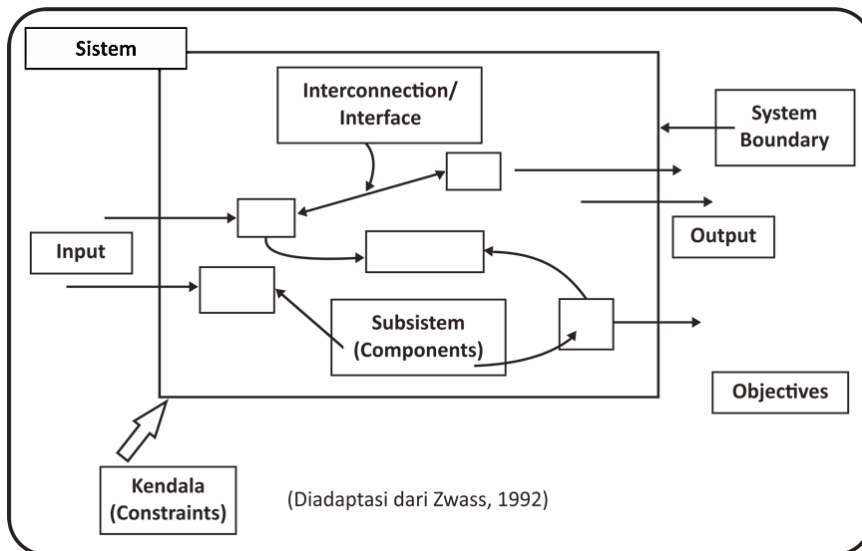 Sistem
Interconnection/
Interface
System
Boundary
Input
Output
Subsistem
(Components)
Objectives
Kendala
(Constraints)
(Diadaptasi dari Zwass, 1992)